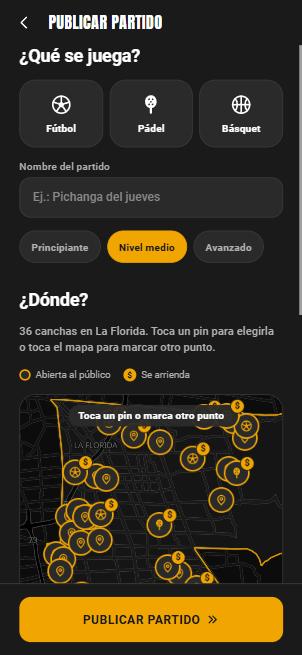 PUBLICAR PARTIDO
¿Qué se juega?
Fútbol
Pádel
Básquet
Nombre del partido
Ej.: Pichanga del jueves
Principiante
Nivel medio
Avanzado
¿Dónde?
36 canchas en La Florida. Toca un pin para elegirla
o toca el mapa para marcar otro punto.
Abierta al público
$ Se arrienda
Toca un pin o marca otro punto
LA FLORIDA
73
PUBLICAR PARTIDO »